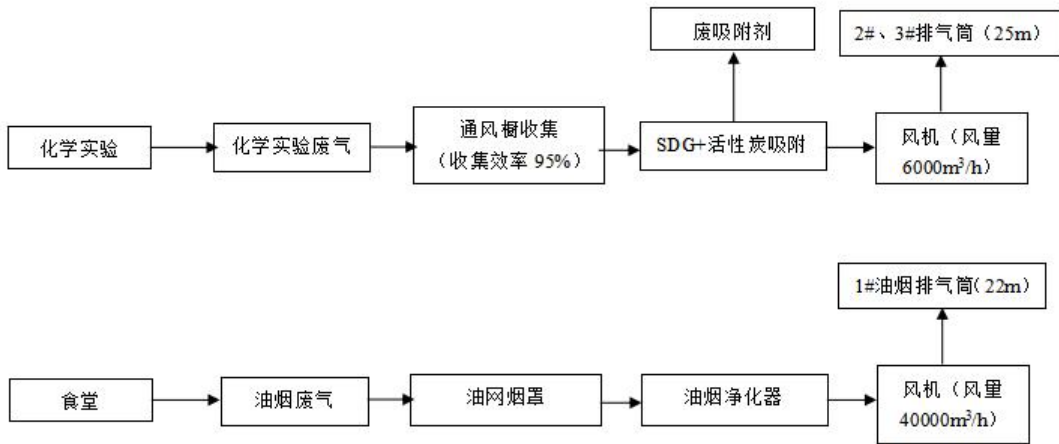 废吸附剂
2#、3#排气筒（25m）
化学实验
化学实验废气
通风橱收集
（收集效率 95%）
SDG+活性炭吸附
风机（风量
6000m³/h）
1#油烟排气筒（22m）
食堂
油烟废气
油网烟罩
油烟净化器
风机（风量
40000m³/h）